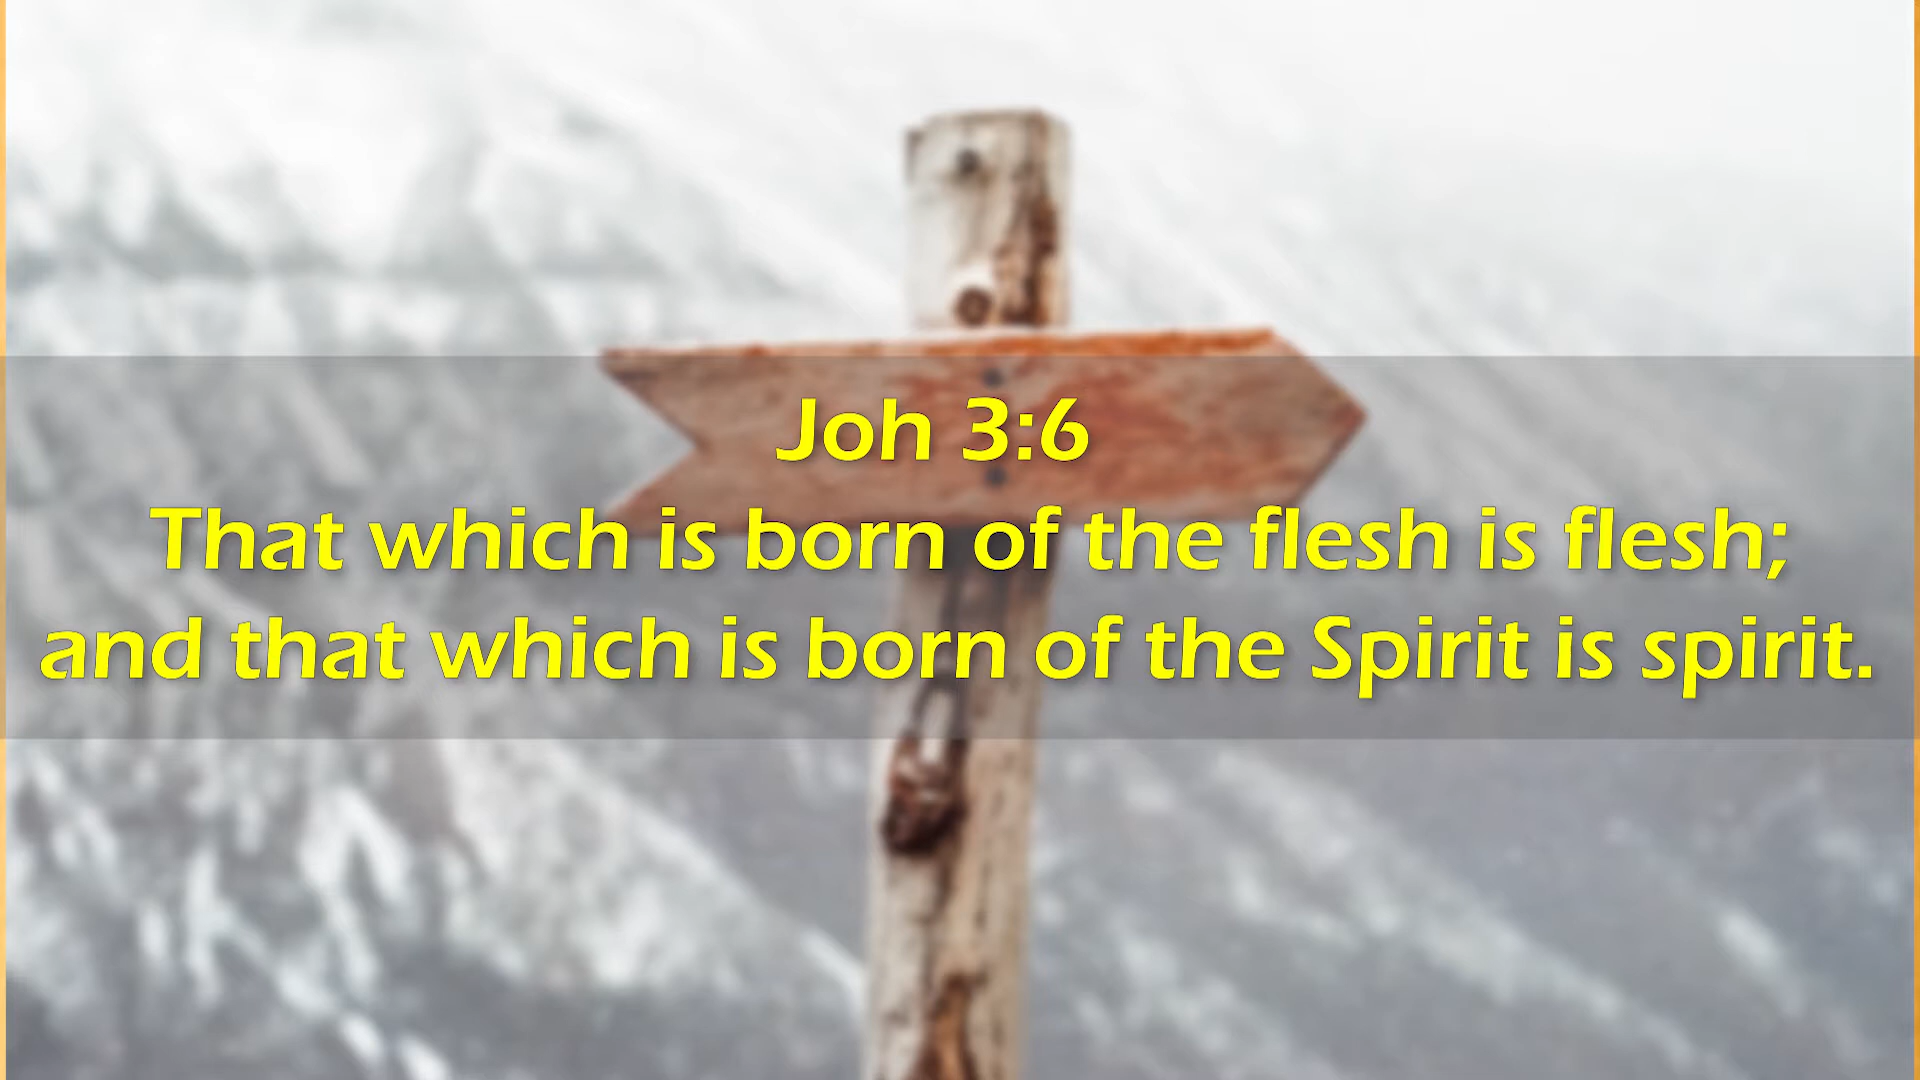 Joh 3:6
That which is born of the flesh is flesh;
and that which is born of the Spirit is spirit.